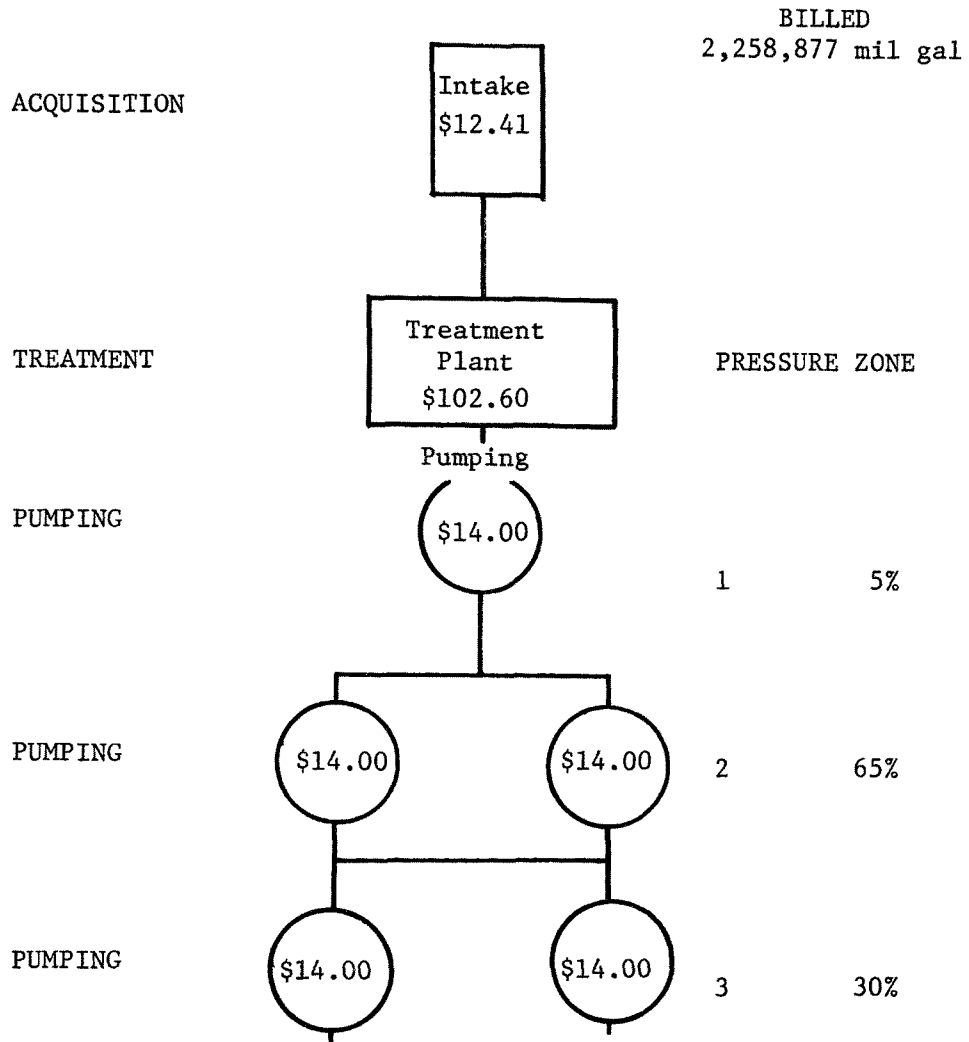 BILLED
2,258,877 mil gal
Intake
ACQUISITION
$12.41
Treatment
TREATMENT
Plant
PRESSURE ZONE
$102.60
Pumping
PUMPING
$14.00
1 5%
PUMPING
$14.00 $14.00
2 65%
PUMPING
$14.00 $14.00
3 30%